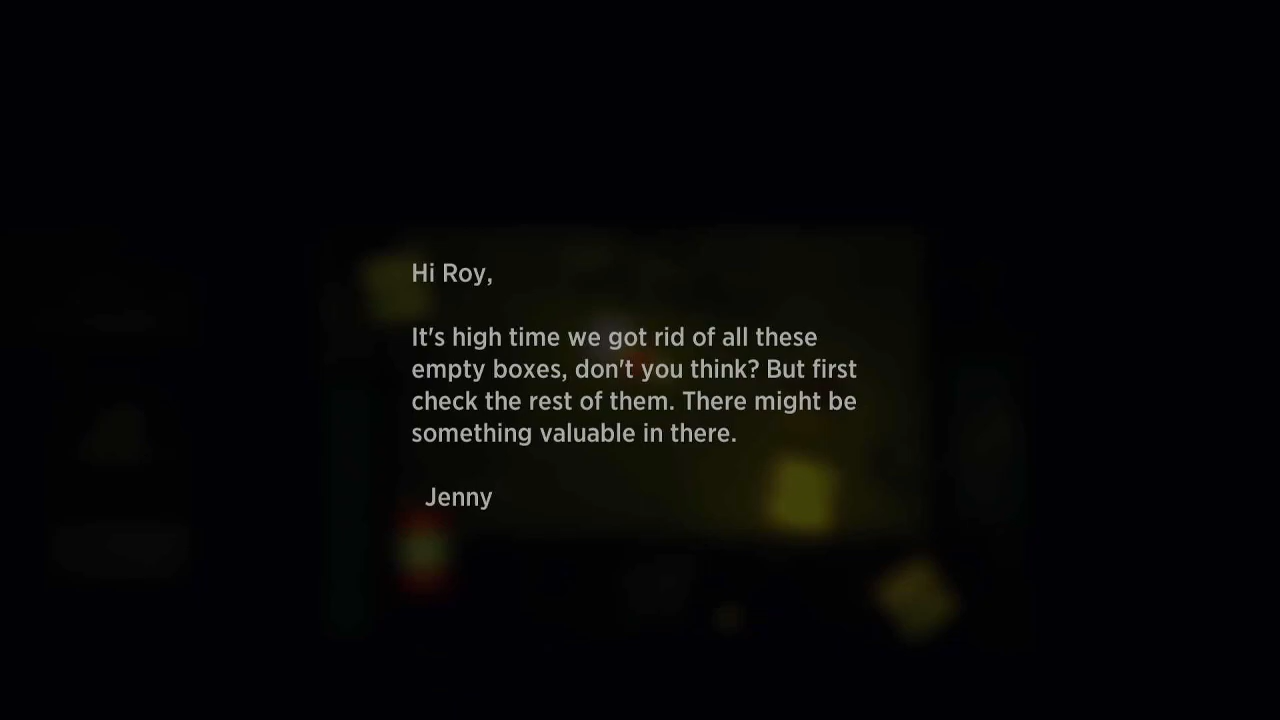 Hi Roy,
It's high time we got rid of all these
empty boxes, don't you think? But first
check the rest of them. There might be
something valuable in there.
Jenny